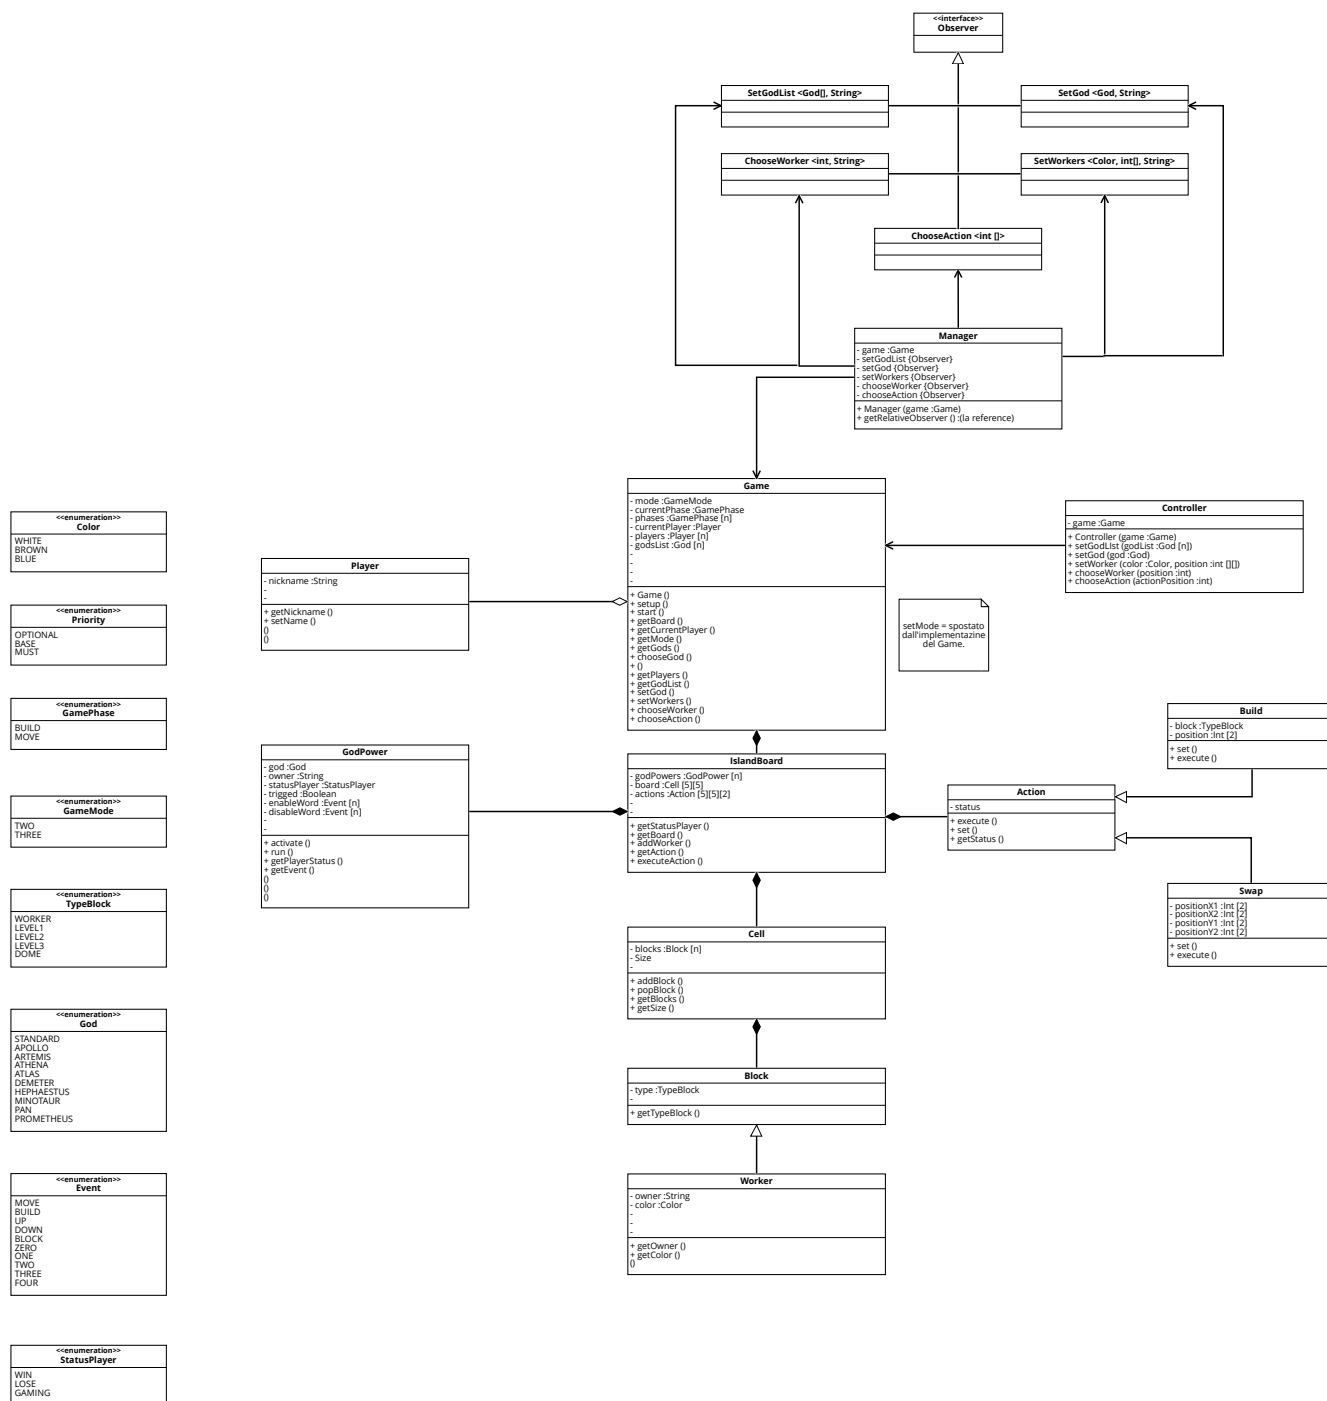 <<interface>>
Observer
SetGodList <God[], String>
SetGod <God, String>
ChooseWorker <int, String>
SetWorkers <Color, int[], String>
ChooseAction <int []>
Manager
- game :Game
- setGodList {Observer}
- setGod {Observer}
- setWorkers {Observer}
- chooseWorker {Observer}
- chooseAction {Observer}
+ Manager (game :Game)
+ getRelativeObserver () :(la reference)
Game
- mode :GameMode
- currentPhase :GamePhase
- phases :GamePhase [n]
- currentPlayer :Player
- players :Player [n]
- godsList :God [n]
-
-
-
-
+ Game ()
+ setup ()
+ start ()
+ getBoard ()
+ getCurrentPlayer ()
+ getMode ()
+ getGods ()
+ chooseGod ()
+ ()
+ getPlayers ()
+ getGodList ()
+ setGod ()
+ setWorkers ()
+ chooseWorker ()
+ chooseAction ()
Controller
- game :Game
+ Controller (game :Game)
+ setGodLIst (godList :God [n])
+ setGod (god :God)
+ setWorker (color :Color, position :int [][])
+ chooseWorker (position :int)
+ chooseAction (actionPosition :int)
setMode = spostato
dall'implementazine
del Game.
Player
- nickname :String
-
-
+ getNickname ()
+ setName ()
()
()
GodPower
- god :God
- owner :String
- statusPlayer :StatusPlayer
- trigged :Boolean
- enableWord :Event [n]
- disableWord :Event [n]
-
-
+ activate ()
+ run ()
+ getPlayerStatus ()
+ getEvent ()
()
()
()
IslandBoard
- godPowers :GodPower [n]
- board :Cell [5][5]
- actions :Action [5][5][2]
-
-
+ getStatusPlayer ()
+ getBoard ()
+ addWorker ()
+ getAction ()
+ executeAction ()
Action
- status
+ execute ()
+ set ()
+ getStatus ()
Build
- block :TypeBlock
- position :Int [2]
+ set ()
+ execute ()
Swap
- positionX1 :Int [2]
- positionX2 :Int [2]
- positionY1 :Int [2]
- positionY2 :Int [2]
+ set ()
+ execute ()
Cell
- blocks :Block [n]
- Size
-
+ addBlock ()
+ popBlock ()
+ getBlocks ()
+ getSize ()
Block
- type :TypeBlock
-
+ getTypeBlock ()
Worker
- owner :String
- color :Color
-
-
-
+ getOwner ()
+ getColor ()
()
<<enumeration>>
Color
WHITE
BROWN
BLUE
<<enumeration>>
Priority
OPTIONAL
BASE
MUST
<<enumeration>>
GamePhase
BUILD
MOVE
<<enumeration>>
GameMode
TWO
THREE
<<enumeration>>
TypeBlock
WORKER
LEVEL1
LEVEL2
LEVEL3
DOME
<<enumeration>>
God
STANDARD
APOLLO
ARTEMIS
ATHENA
ATLAS
DEMETER
HEPHAESTUS
MINOTAUR
PAN
PROMETHEUS
<<enumeration>>
Event
MOVE
BUILD
UP
DOWN
BLOCK
ZERO
ONE
TWO
THREE
FOUR
<<enumeration>>
StatusPlayer
WIN
LOSE
GAMING